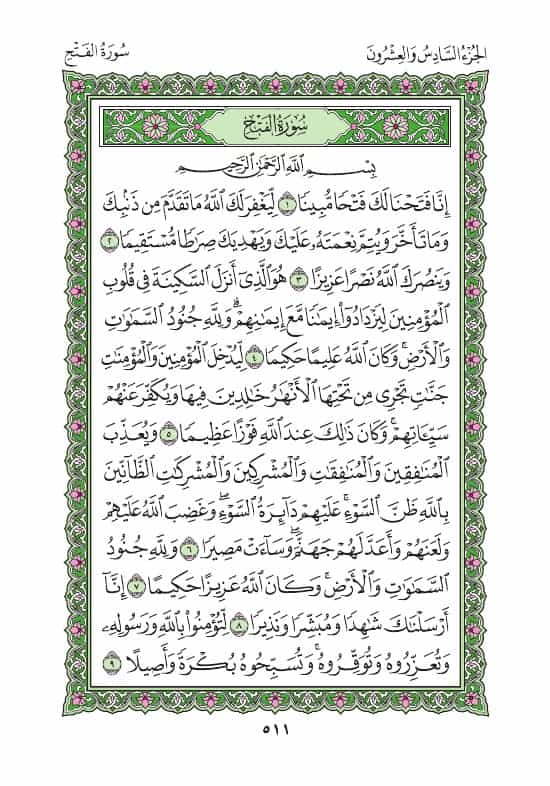 الجُزْءُ السَّادِسُ وَالعِشْرُونَ
سُورَةُ الفَتْحِ
سُورَةُ الفَتْحِ
بِسْمِ ٱللَّهِ ٱلرَّحْمَٰنِ ٱلرَّحِيمِ
إِنَّا فَتَحْنَا لَكَ فَتْحًا مُّبِينًا ١ لِّيَغْفِرَ لَكَ ٱللَّهُ مَا تَقَدَّمَ مِن ذَنۢبِكَ
وَمَا تَأَخَّرَ وَيُتِمَّ نِعْمَتَهُۥ عَلَيْكَ وَيَهْدِيَكَ صِرَٰطًا مُّسْتَقِيمًا ٢
وَيَنصُرَكَ ٱللَّهُ نَصْرًا عَزِيزًا ٣ هُوَ ٱلَّذِىٓ أَنزَلَ ٱلسَّكِينَةَ فِى قُلُوبِ
ٱلْمُؤْمِنِينَ لِيَزْدَادُوٓا۟ إِيمَٰنًا مَّعَ إِيمَٰنِهِمْ ۗ وَلِلَّهِ جُنُودُ ٱلسَّمَٰوَٰتِ
وَٱلْأَرْضِ ۚ وَكَانَ ٱللَّهُ عَلِيمًا حَكِيمًا ٤ لِّيُدْخِلَ ٱلْمُؤْمِنِينَ وَٱلْمُؤْمِنَٰتِ
جَنَّٰتٍ تَجْرِى مِن تَحْتِهَا ٱلْأَنْهَٰرُ خَٰلِدِينَ فِيهَا وَيُكَفِّرَ عَنْهُمْ
سَيِّـَٔاتِهِمْ ۚ وَكَانَ ذَٰلِكَ عِندَ ٱللَّهِ فَوْزًا عَظِيمًا ٥ وَيُعَذِّبَ
ٱلْمُنَٰفِقِينَ وَٱلْمُنَٰفِقَٰتِ وَٱلْمُشْرِكِينَ وَٱلْمُشْرِكَٰتِ ٱلظَّآنِّينَ
بِٱللَّهِ ظَنَّ ٱلسَّوْءِ ۚ عَلَيْهِمْ دَآئِرَةُ ٱلسَّوْءِ ۖ وَغَضِبَ ٱللَّهُ عَلَيْهِمْ
وَلَعَنَهُمْ وَأَعَدَّ لَهُمْ جَهَنَّمَ ۖ وَسَآءَتْ مَصِيرًا ٦ وَلِلَّهِ جُنُودُ
ٱلسَّمَٰوَٰتِ وَٱلْأَرْضِ ۚ وَكَانَ ٱللَّهُ عَزِيزًا حَكِيمًا ٧ إِنَّآ
أَرْسَلْنَٰكَ شَٰهِدًا وَمُبَشِّرًا وَنَذِيرًا ٨ لِّتُؤْمِنُوا۟ بِٱللَّهِ وَرَسُولِهِۦ
وَتُعَزِّرُوهُ وَتُوَقِّرُوهُ ۚ وَتُسَبِّحُوهُ بُكْرَةً وَأَصِيلًا ٩
٥١١